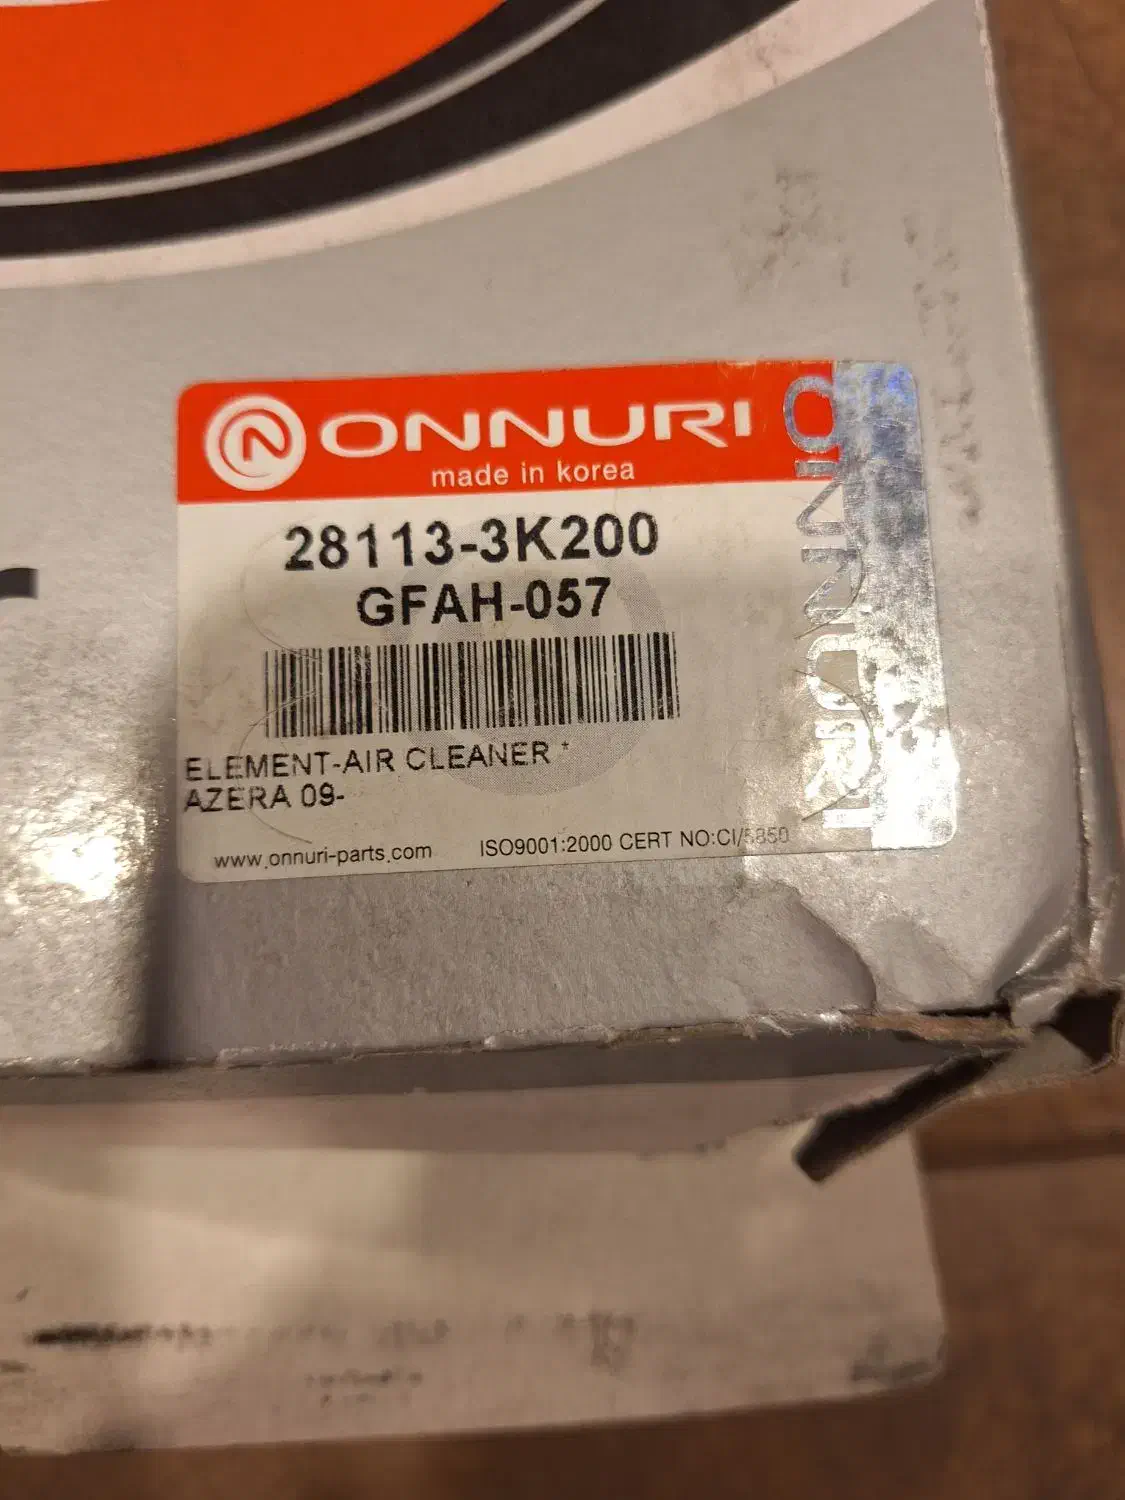 ONNURI
made in korea
28113-3K200
GFAH-057
ELEMENT-AIR CLEANER *
AZERA 09-
www.onnuri-parts.com
ISO9001:2000 CERT NO:CI/5850
ONNURI